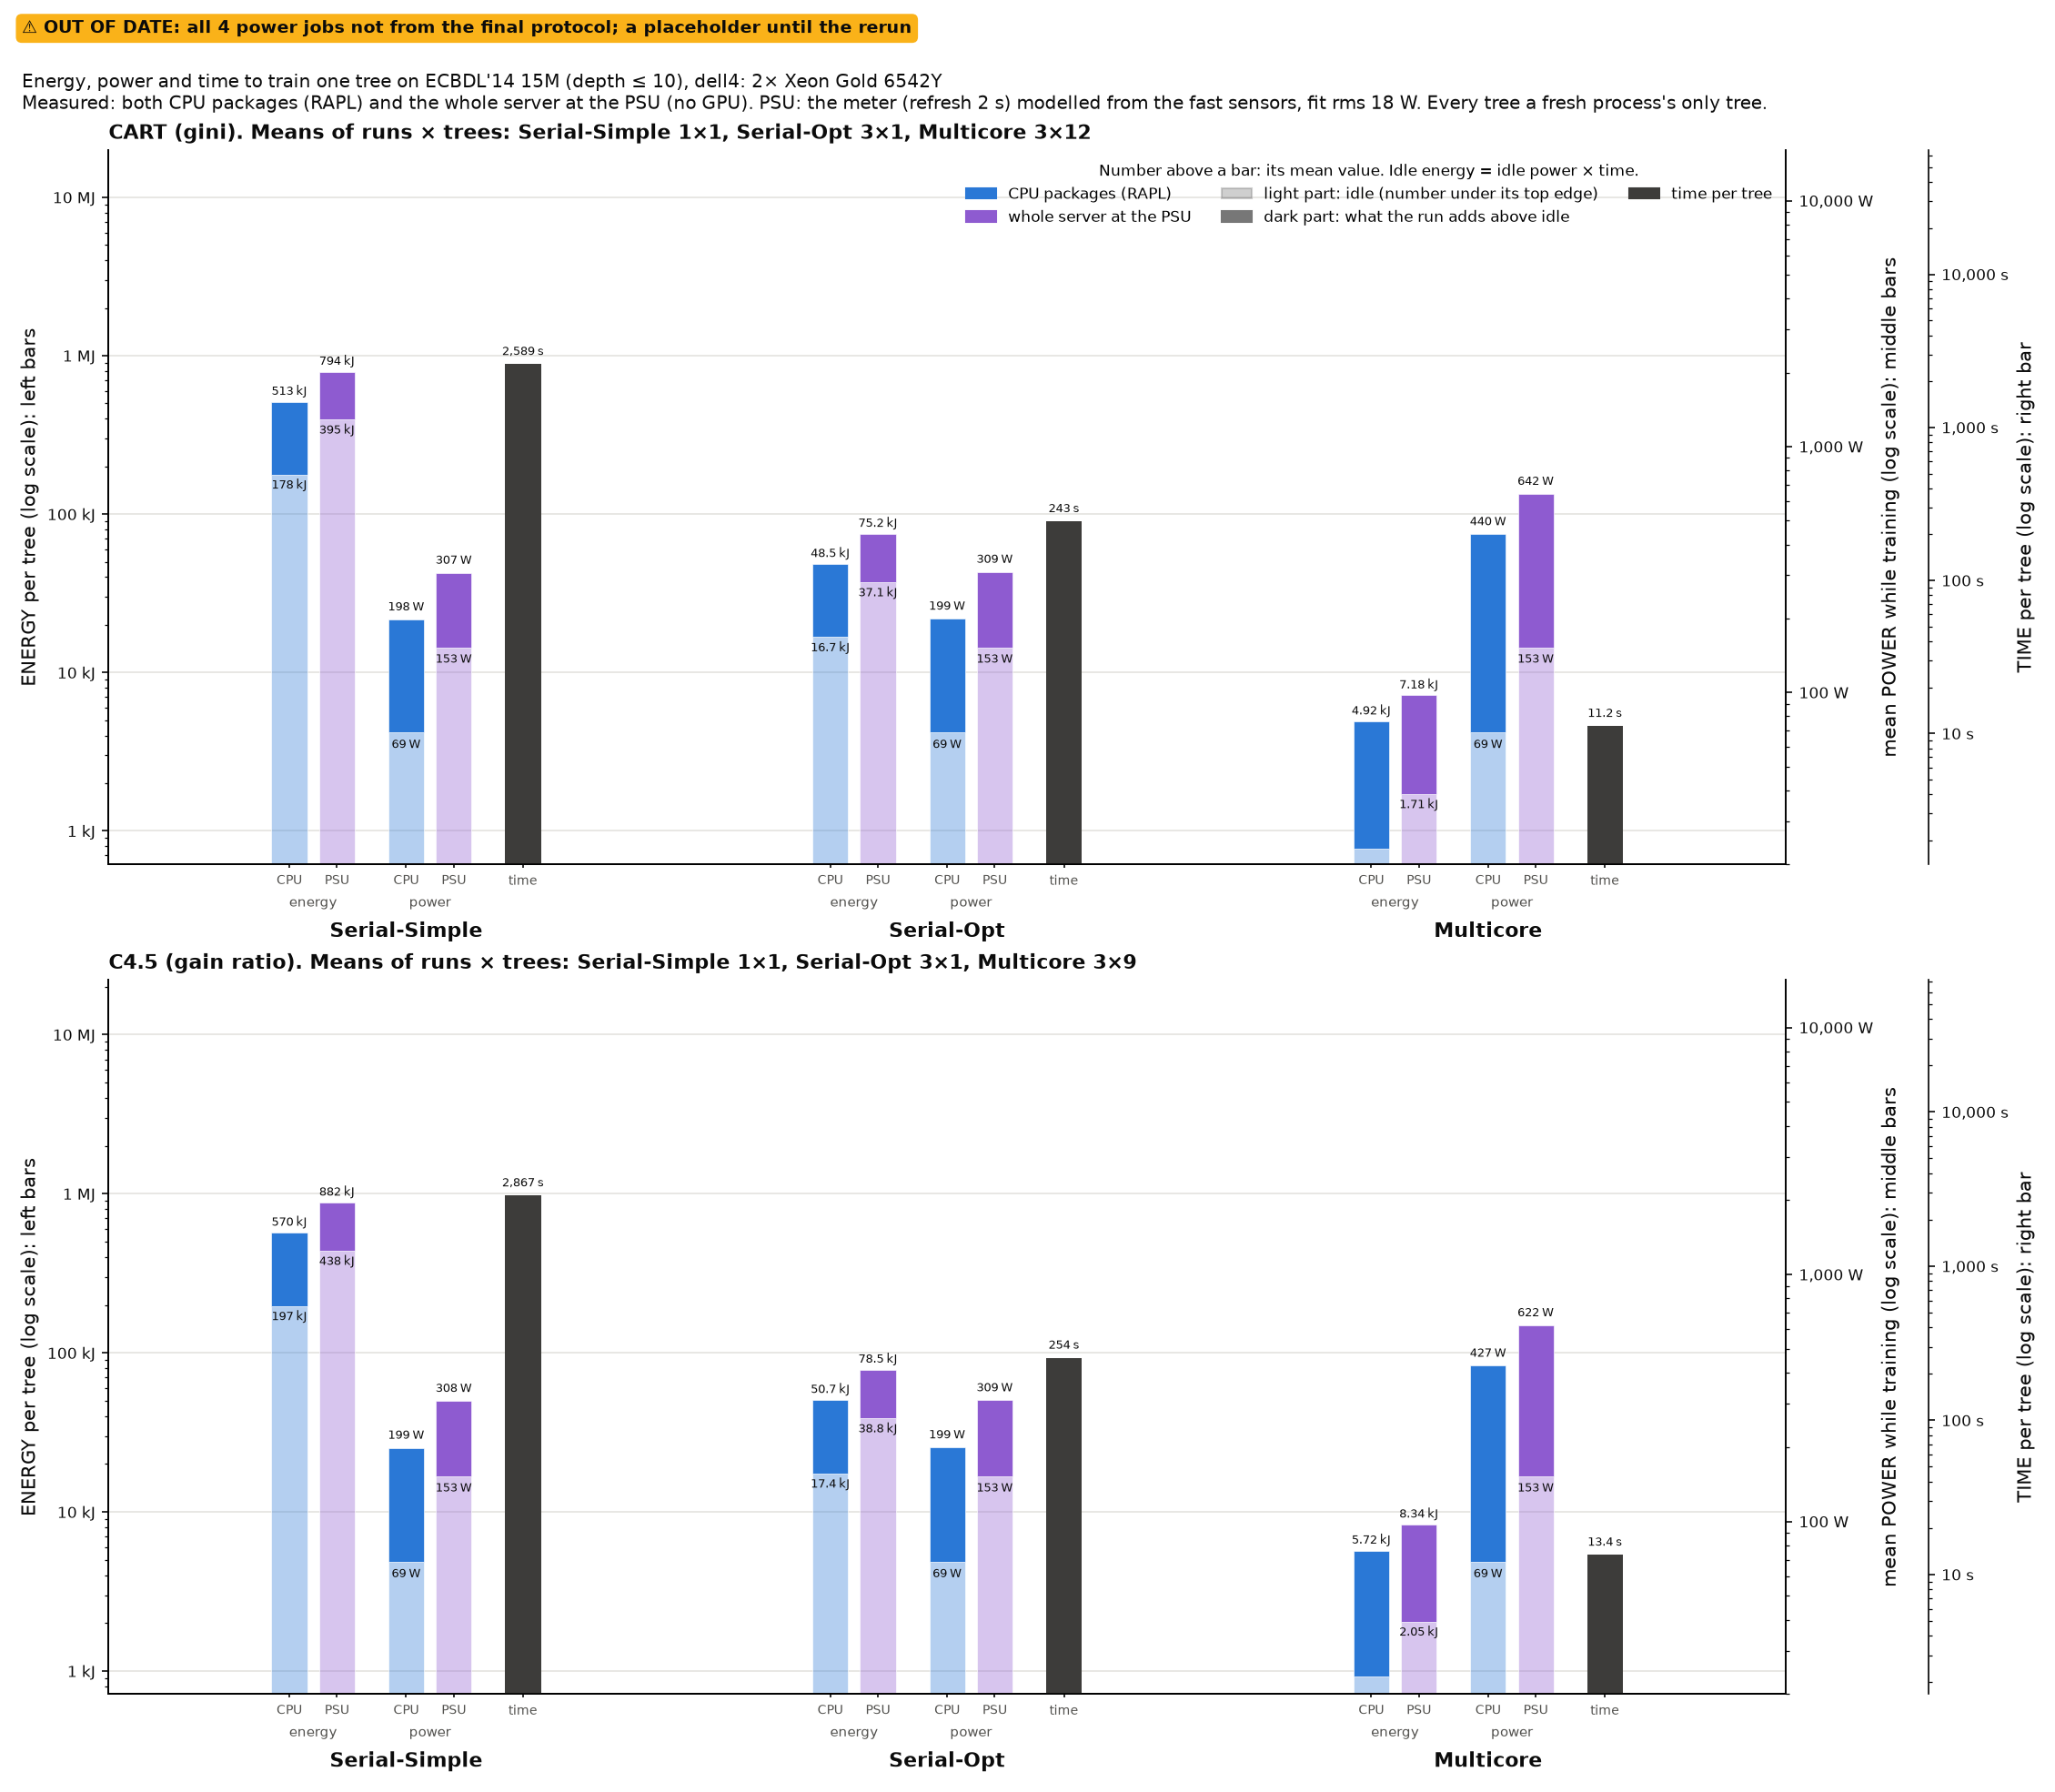 ⚠ OUT OF DATE: all 4 power jobs not from the final protocol; a placeholder until the rerun
Energy, power and time to train one tree on ECBDL'14 15M (depth ≤ 10), dell4: 2× Xeon Gold 6542Y
Measured: both CPU packages (RAPL) and the whole server at the PSU (no GPU). PSU: the meter (refresh 2 s) modelled from the fast sensors, fit rms 18 W. Every tree a fresh process's only tree.
CART (gini). Means of runs × trees: Serial-Simple 1×1, Serial-Opt 3×1, Multicore 3×12
Number above a bar: its mean value. Idle energy = idle power × time.
CPU packages (RAPL)
whole server at the PSU
light part: idle (number under its top edge)
dark part: what the run adds above idle
time per tree
ENERGY per tree (log scale): left bars
10 MJ
1 MJ
100 kJ
10 kJ
1 kJ
513 kJ
178 kJ
794 kJ
395 kJ
198 W
69 W
307 W
153 W
2,589 s
48.5 kJ
16.7 kJ
75.2 kJ
37.1 kJ
199 W
69 W
309 W
153 W
243 s
4.92 kJ
7.18 kJ
1.71 kJ
440 W
69 W
642 W
153 W
11.2 s
10,000 W
1,000 W
100 W
mean POWER while training (log scale): middle bars
10,000 s
1,000 s
100 s
10 s
TIME per tree (log scale): right bar
CPU PSU CPU PSU time CPU PSU CPU PSU time CPU PSU CPU PSU time
energy power energy power energy power
Serial-Simple Serial-Opt Multicore
C4.5 (gain ratio). Means of runs × trees: Serial-Simple 1×1, Serial-Opt 3×1, Multicore 3×9
ENERGY per tree (log scale): left bars
10 MJ
1 MJ
100 kJ
10 kJ
1 kJ
570 kJ
197 kJ
882 kJ
438 kJ
199 W
69 W
308 W
153 W
2,867 s
50.7 kJ
17.4 kJ
78.5 kJ
38.8 kJ
199 W
69 W
309 W
153 W
254 s
5.72 kJ
8.34 kJ
2.05 kJ
427 W
69 W
622 W
153 W
13.4 s
10,000 W
1,000 W
100 W
mean POWER while training (log scale): middle bars
10,000 s
1,000 s
100 s
10 s
TIME per tree (log scale): right bar
CPU PSU CPU PSU time CPU PSU CPU PSU time CPU PSU CPU PSU time
energy power energy power energy power
Serial-Simple Serial-Opt Multicore